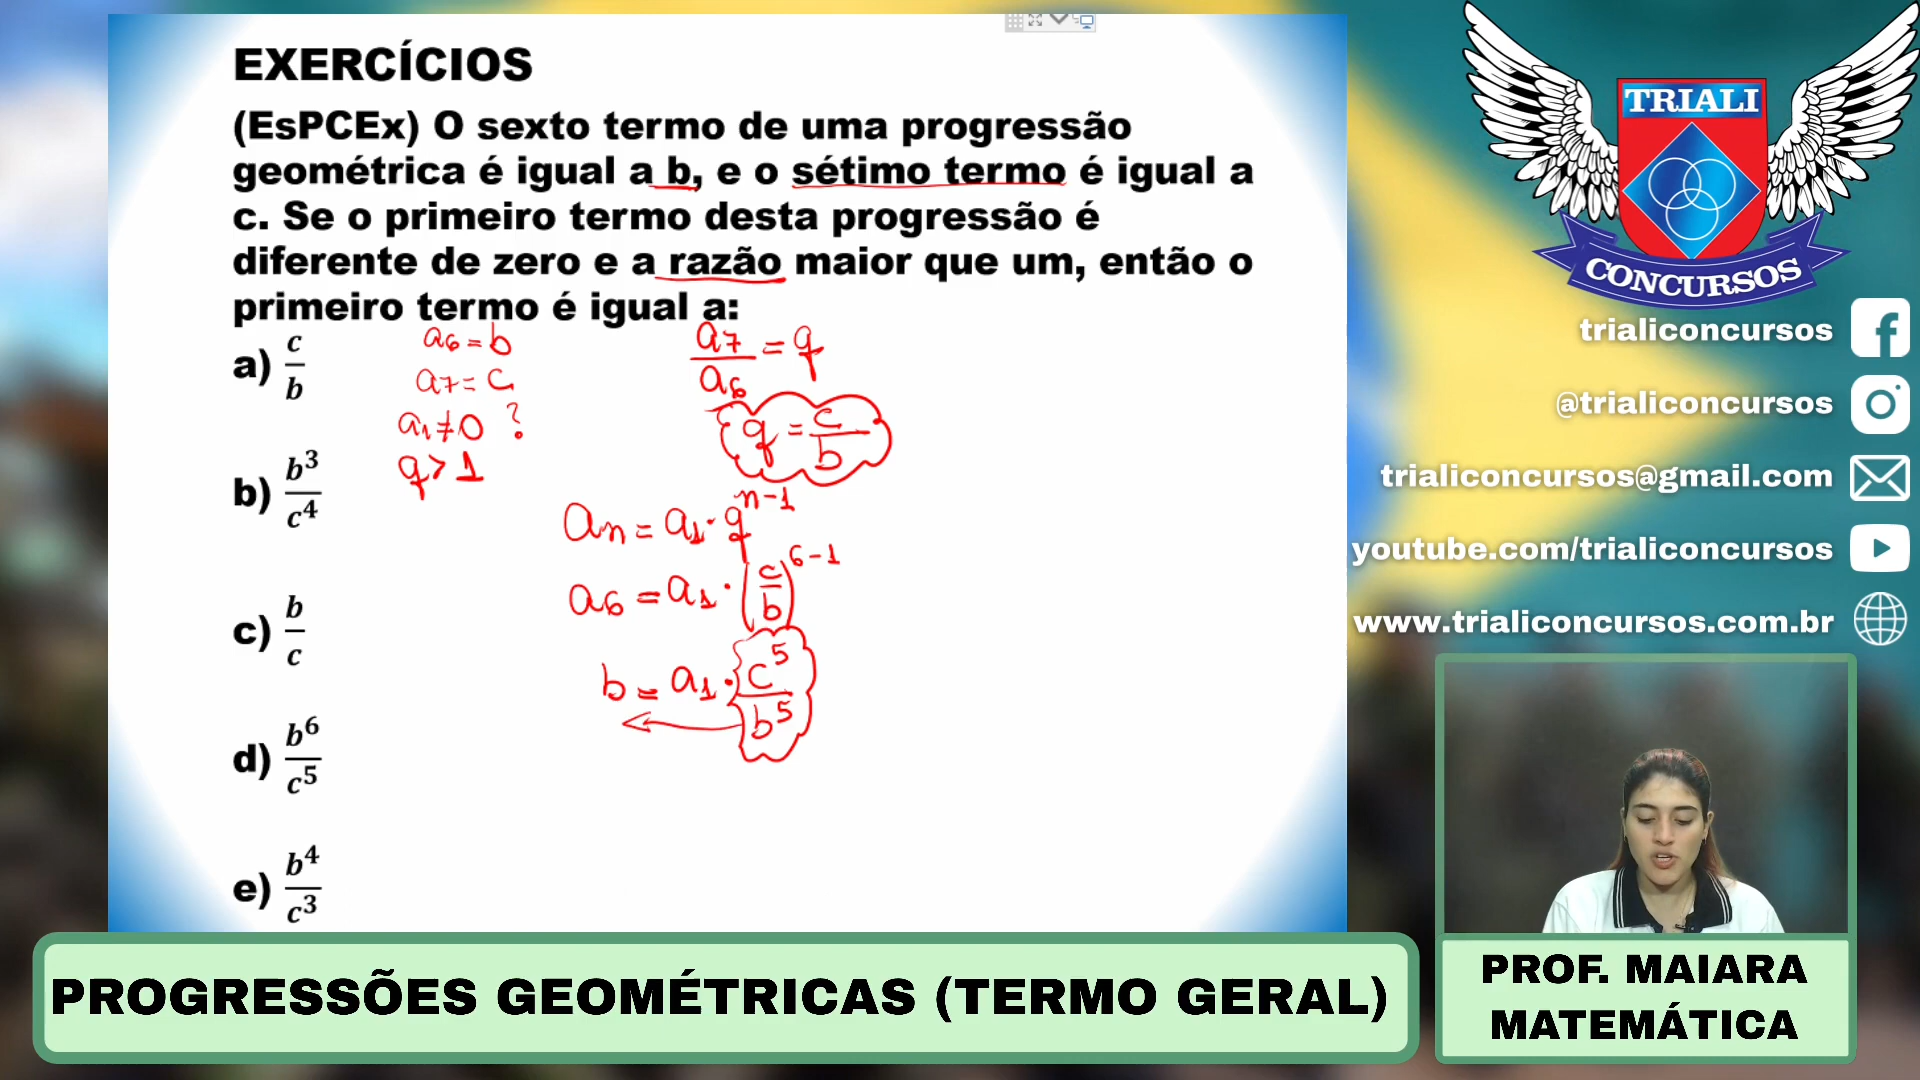 EXERCÍCIOS
(EsPCEx) O sexto termo de uma progressão
geométrica é igual a b, e o sétimo termo é igual a
c. Se o primeiro termo desta progressão é
diferente de zero e a razão maior que um, então o
primeiro termo é igual a:
a) c/b
b) b³/c⁴
c) b/c
d) b⁶/c⁵
e) b⁴/c³
a₆ = b
a₇ = c
a₁ ≠ 0 ?
q > 1
a₇/a₆ = q
q = c/b
aₙ = a₁ · qⁿ⁻¹
a₆ = a₁ · (c/b)⁶⁻¹
b = a₁ · c⁵/b⁵
TRIALI
CONCURSOS
trialiconcursos
@trialiconcursos
trialiconcursos@gmail.com
youtube.com/trialiconcursos
www.trialiconcursos.com.br
PROGRESSÕES GEOMÉTRICAS (TERMO GERAL)
PROF. MAIARA
MATEMÁTICA